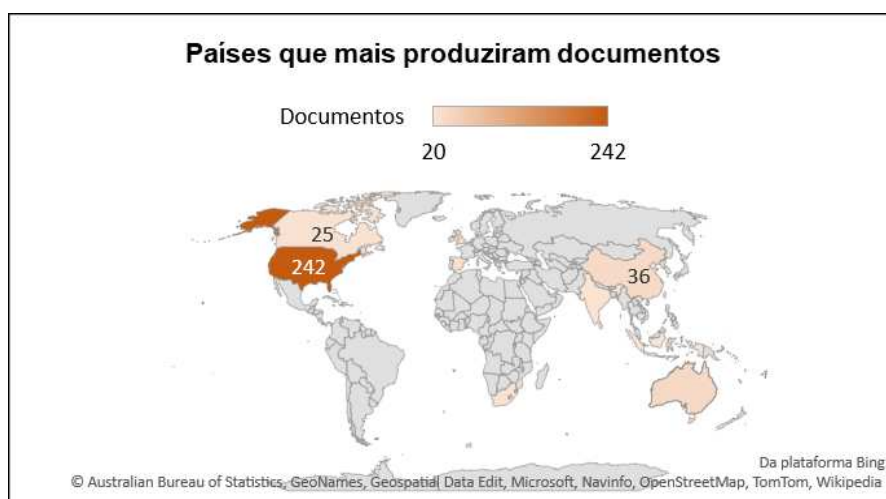 Países que mais produziram documentos
Documentos
20 242
25
242
36
Da plataforma Bing
© Australian Bureau of Statistics, GeoNames, Geospatial Data Edit, Microsoft, Navinfo, OpenStreetMap, TomTom, Wikipedia